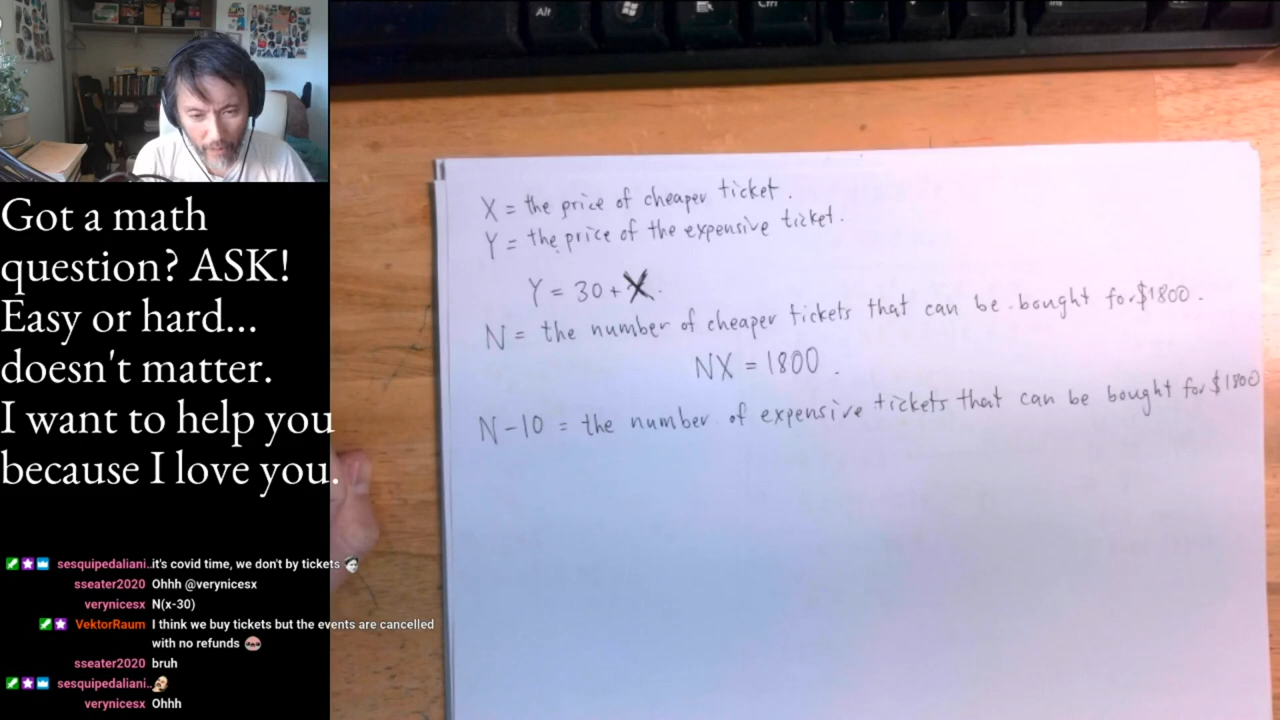 Alt
Ctrl
Got a math
question? ASK!
Easy or hard...
doesn't matter.
I want to help you
because I love you.
sesquipedaliani.. it's covid time, we don't by tickets
sseater2020 Ohhh @verynicesx
verynicesx N(x-30)
VektorRaum I think we buy tickets but the events are cancelled
with no refunds
sseater2020 bruh
sesquipedaliani..
verynicesx Ohhh
X = the price of cheaper ticket.
Y = the price of the expensive ticket.
Y = 30 + X.
N = the number of cheaper tickets that can be bought for $1800.
NX = 1800.
N-10 = the number of expensive tickets that can be bought for $1800